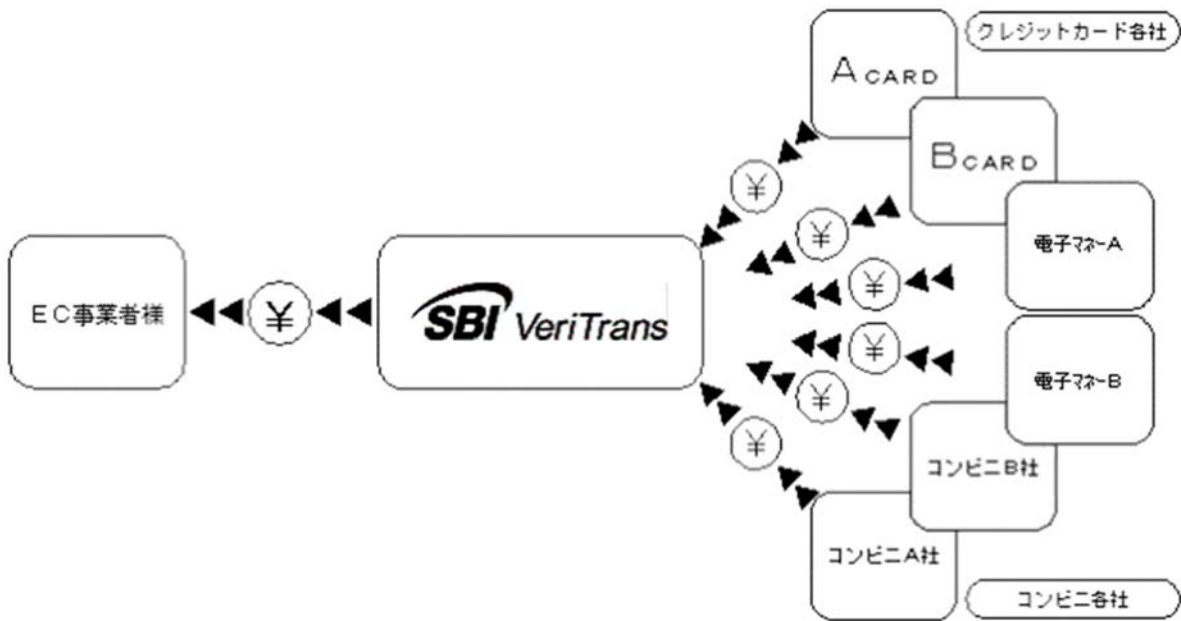 クレジットカード各社
A CARD
B CARD
¥
¥
電子マネーA
¥
EC事業者様
¥
SBI VeriTrans
¥
電子マネーB
¥
コンビニB社
¥
コンビニA社
コンビニ各社